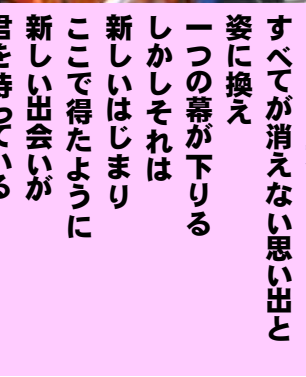 すべてが消えない思い出と
姿に換え
一つの幕が下りる
しかしそれは
新しいはじまり
ここで得たように
新しい出会いが
君を待っている